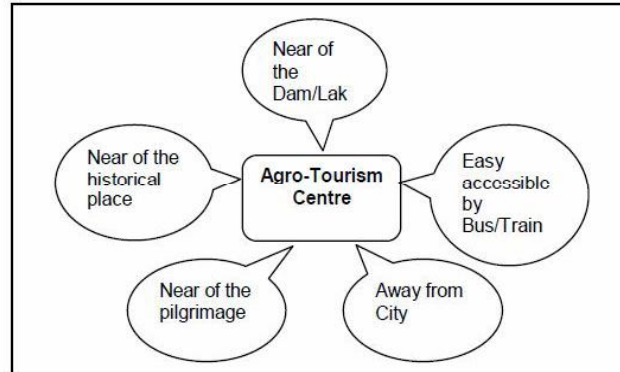 Near of
the
Dam/Lak
Near of the
historical
place
Agro-Tourism
Centre
Easy
accessible
by
Bus/Train
Near of the
pilgrimage
Away from
City